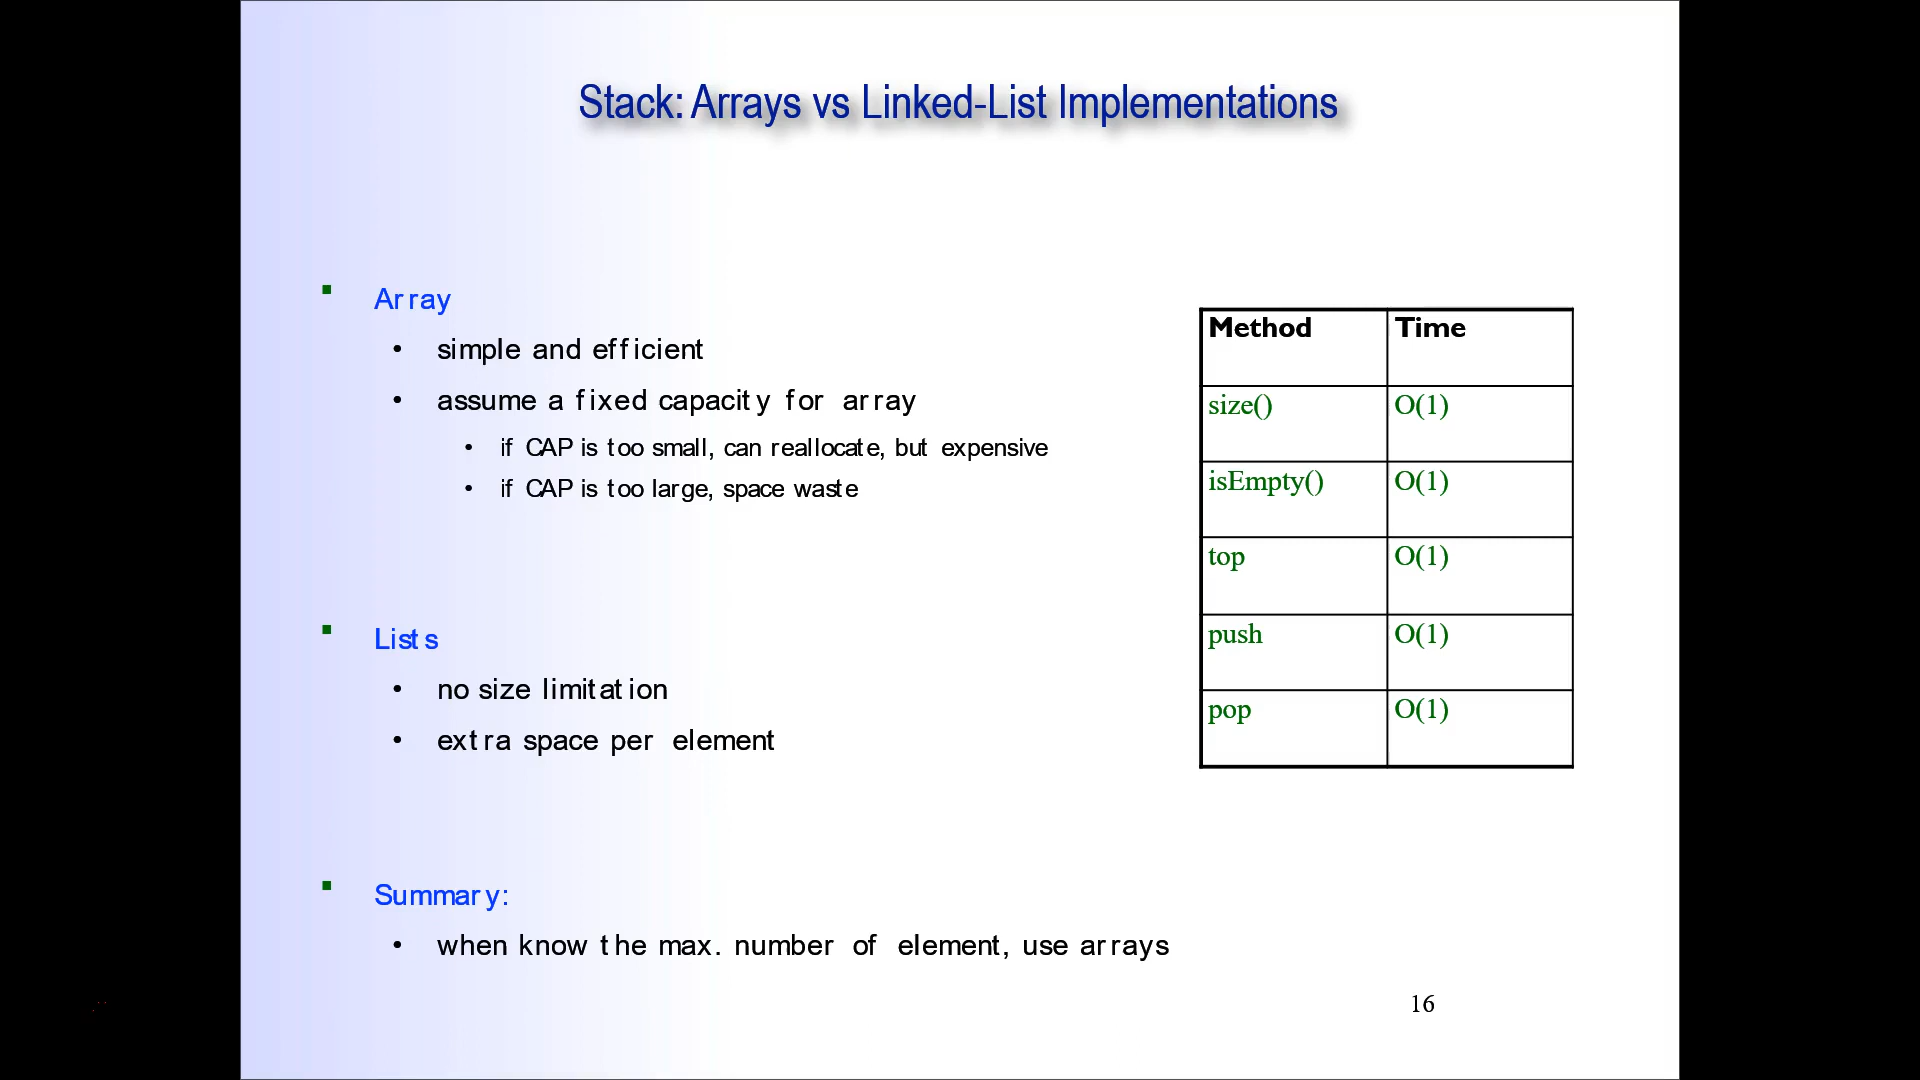 Stack: Arrays vs Linked-List Implementations
Array
simple and efficient
assume a fixed capacity for array
if CAP is too small, can reallocate, but expensive
if CAP is too large, space waste
Lists
no size limitation
extra space per element
Summary:
when know the max. number of element, use arrays
Method Time
size() O(1)
isEmpty() O(1)
top O(1)
push O(1)
pop O(1)
16